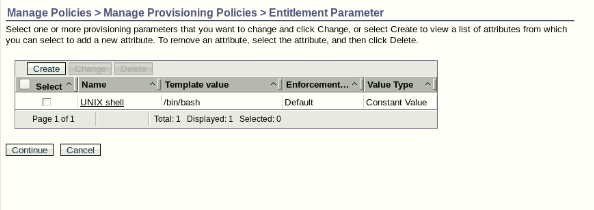 Manage Policies > Manage Provisioning Policies > Entitlement Parameter
Select one or more provisioning parameters that you want to change and click Change, or select Create to view a list of attributes from which
you can select to add a new attribute. To remove an attribute, select the attribute, and then click Delete.
Create Change Delete
Select Name Template value Enforcement... Value Type
UNIX shell /bin/bash Default Constant Value
Page 1 of 1 Total: 1 Displayed: 1 Selected: 0
Continue Cancel